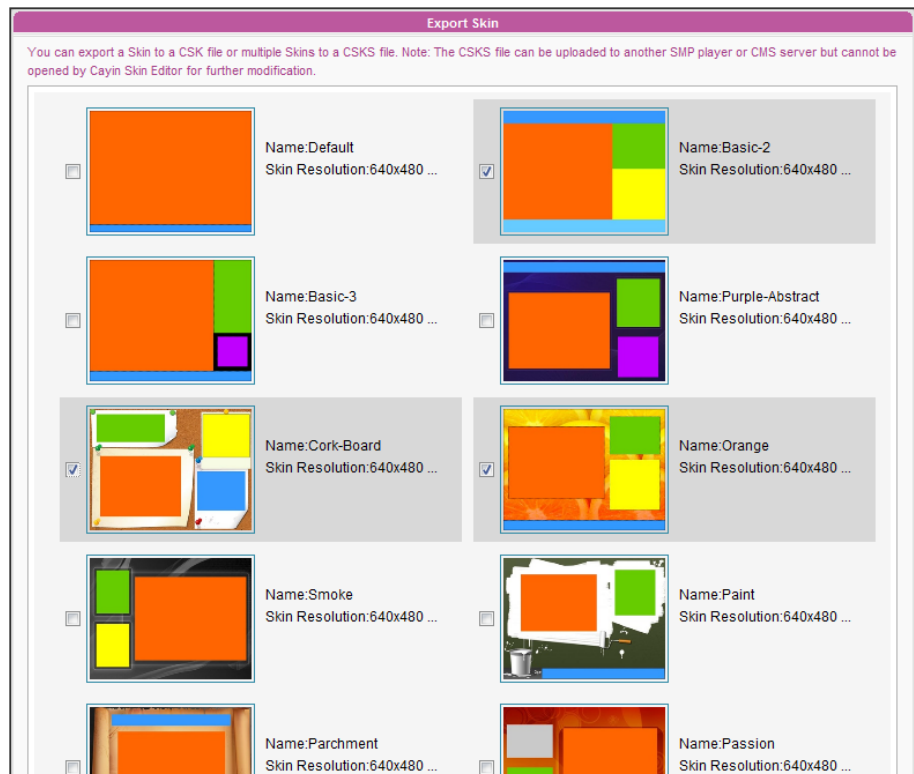 Export Skin
You can export a Skin to a CSK file or multiple Skins to a CSKS file. Note: The CSKS file can be uploaded to another SMP player or CMS server but cannot be
opened by Cayin Skin Editor for further modification.
Name:Default
Skin Resolution:640x480 ...
Name:Basic-2
Skin Resolution:640x480 ...
Name:Basic-3
Skin Resolution:640x480 ...
Name:Purple-Abstract
Skin Resolution:640x480 ...
Name:Cork-Board
Skin Resolution:640x480 ...
Name:Orange
Skin Resolution:640x480 ...
Name:Smoke
Skin Resolution:640x480 ...
Name:Paint
Skin Resolution:640x480 ...
Name:Parchment
Skin Resolution:640x480 ...
Name:Passion
Skin Resolution:640x480 ...